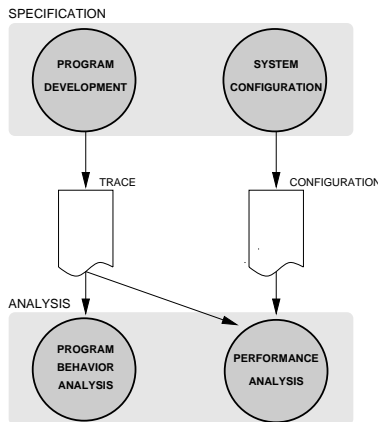 SPECIFICATION
PROGRAM
DEVELOPMENT
SYSTEM
CONFIGURATION
TRACE
CONFIGURATION
ANALYSIS
PROGRAM
BEHAVIOR
ANALYSIS
PERFORMANCE
ANALYSIS